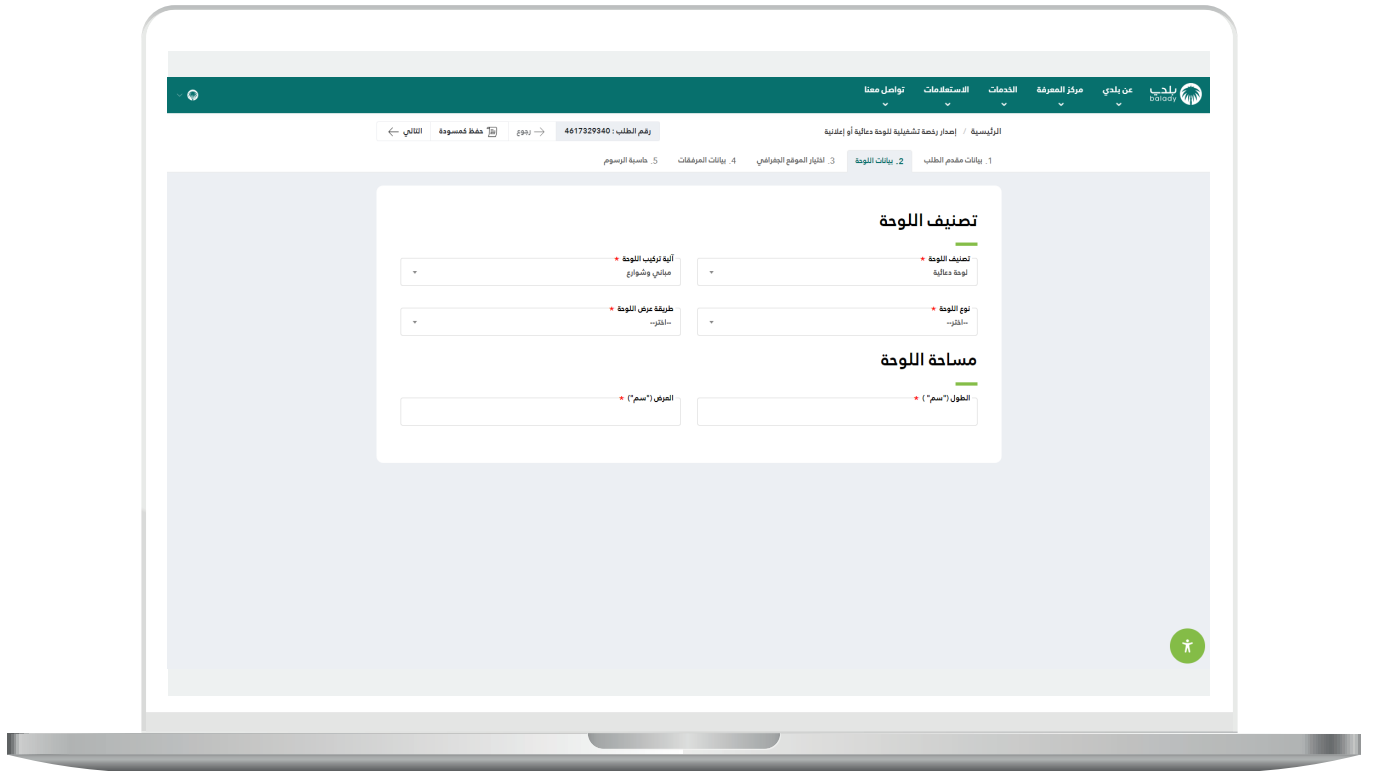 بلدي
balady
عن بلدي
مركز المعرفة
الخدمات
الاستعلامات
تواصل معنا
الرئيسية / إصدار رخصة تشغيلية للوحة دعائية أو إعلانية
رقم الطلب : 4617329340
رجوع
حفظ كمسودة
التالي
1. بيانات مقدم الطلب
2. بيانات اللوحة
3. اختيار الموقع الجغرافي
4. بيانات المرفقات
5. حاسبة الرسوم
تصنيف اللوحة
تصنيف اللوحة *
لوحة دعائية
آلية تركيب اللوحة *
مباني وشوارع
نوع اللوحة *
--اختر--
طريقة عرض اللوحة *
--اختر--
مساحة اللوحة
الطول ("سم" ) *
العرض ("سم") *